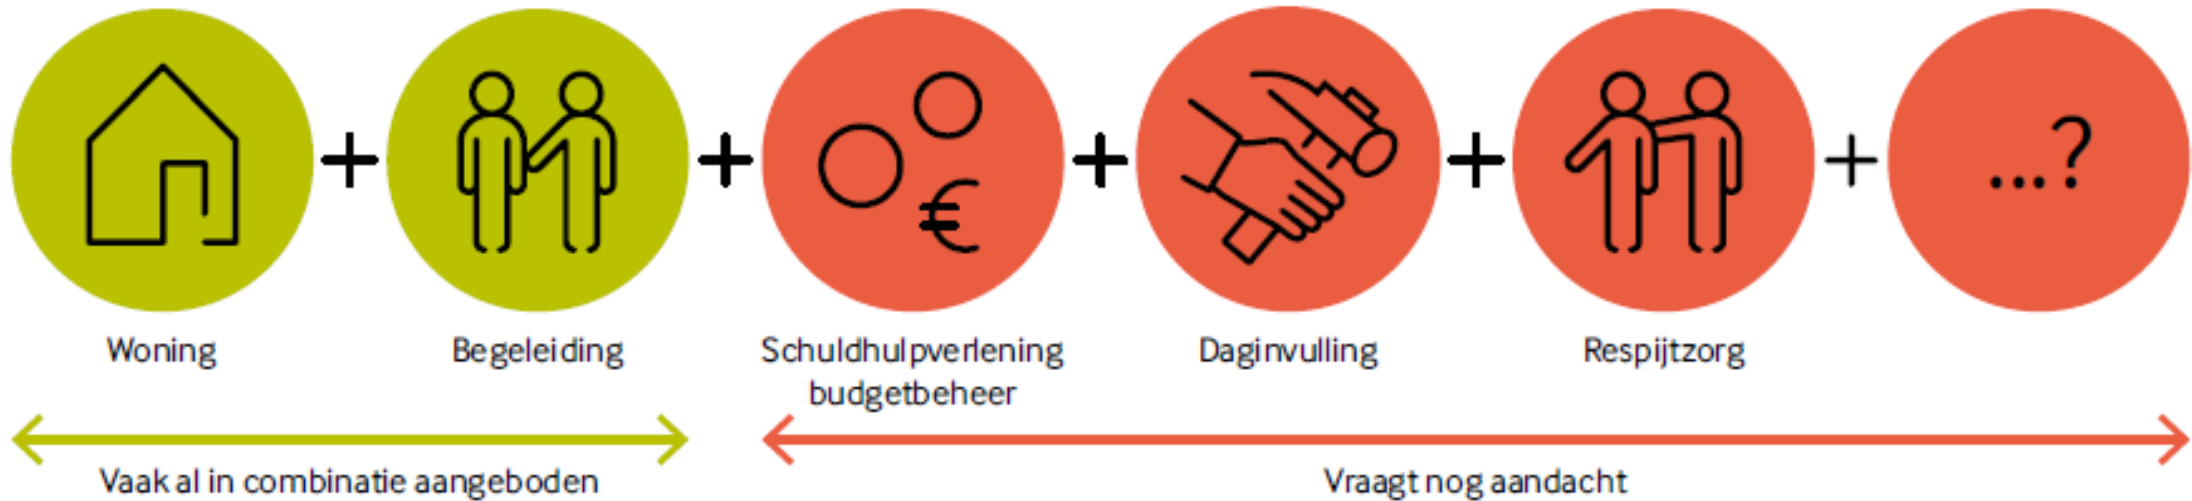 ...?
Woning
Begeleiding
Schuldhulpverlening
budgetbeheer
Daginvulling
Respijtzorg
Vaak al in combinatie aangeboden
Vraagt nog aandacht